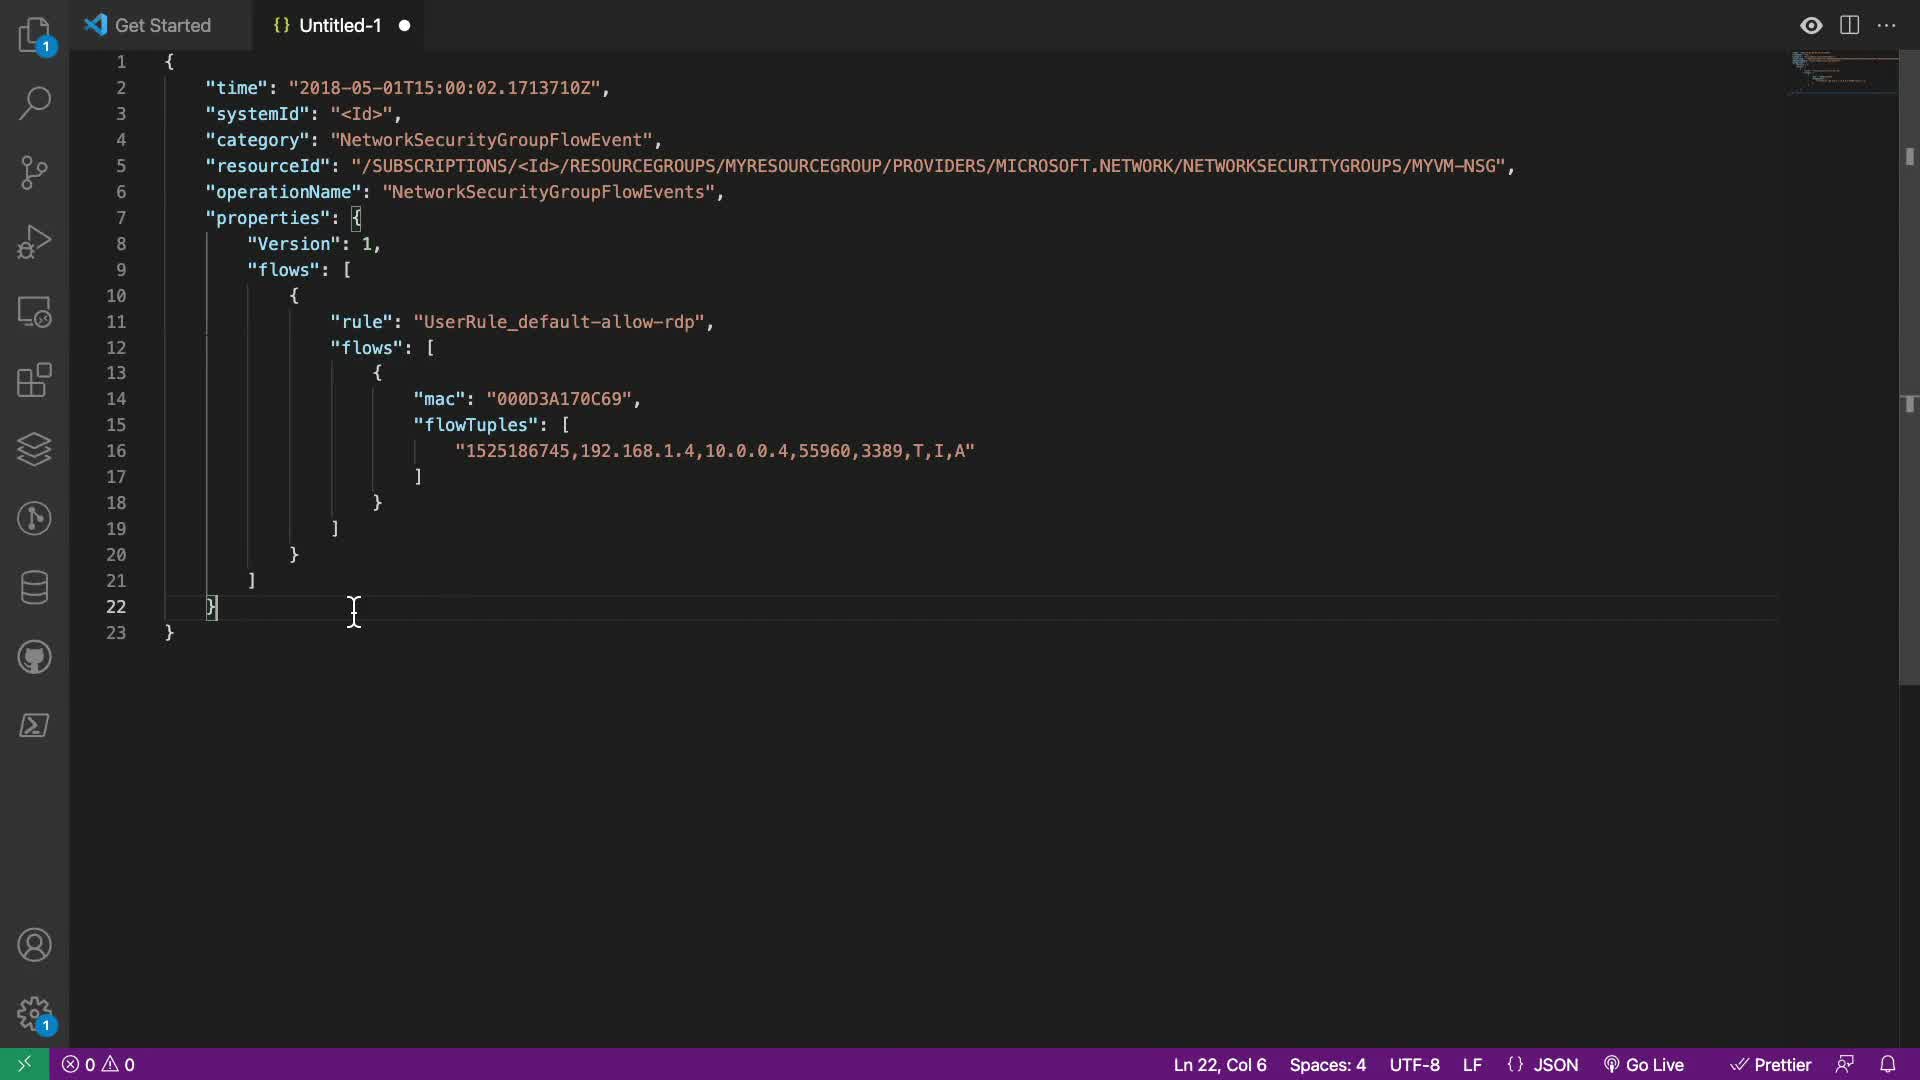 Get Started
{} Untitled-1
1 {
2 "time": "2018-05-01T15:00:02.1713710Z",
3 "systemId": "<Id>",
4 "category": "NetworkSecurityGroupFlowEvent",
5 "resourceId": "/SUBSCRIPTIONS/<Id>/RESOURCEGROUPS/MYRESOURCEGROUP/PROVIDERS/MICROSOFT.NETWORK/NETWORKSECURITYGROUPS/MYVM-NSG",
6 "operationName": "NetworkSecurityGroupFlowEvents",
7 "properties": {
8 "Version": 1,
9 "flows": [
10 {
11 "rule": "UserRule_default-allow-rdp",
12 "flows": [
13 {
14 "mac": "000D3A170C69",
15 "flowTuples": [
16 "1525186745,192.168.1.4,10.0.0.4,55960,3389,T,I,A"
17 ]
18 }
19 ]
20 }
21 ]
22 }
23 }
1
1
0 0 Ln 22, Col 6 Spaces: 4 UTF-8 LF {} JSON Go Live Prettier